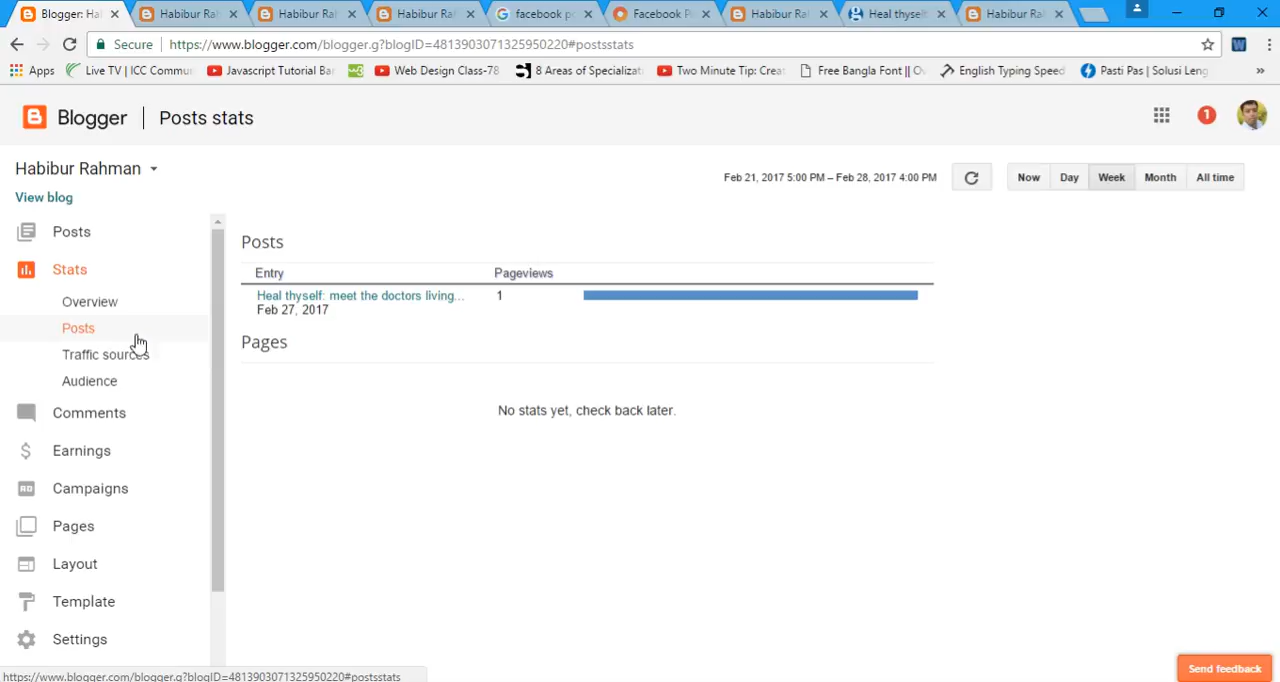 Blogger: Ha
Habibur Ra
Habibur Ra
Habibur Ra
facebook p
Facebook P
Habibur Ra
Heal thysel
Habibur Ra
Secure
https://www.blogger.com/blogger.g?blogID=4813903071325950220#postsstats
Apps
Live TV | ICC Commu
Javascript Tutorial Ba
Web Design Class-78
8 Areas of Specializat
Two Minute Tip: Crea
Free Bangla Font || O
English Typing Speed
Pasti Pas | Solusi Leng
»
Blogger
Posts stats
1
Habibur Rahman
Feb 21, 2017 5:00 PM – Feb 28, 2017 4:00 PM
Now
Day
Week
Month
All time
View blog
Posts
Stats
Overview
Posts
Traffic sources
Audience
Comments
Earnings
Campaigns
Pages
Layout
Template
Settings
Posts
Entry
Pageviews
Heal thyself: meet the doctors living...
1
Feb 27, 2017
Pages
No stats yet, check back later.
Send feedback
https://www.blogger.com/blogger.g?blogID=4813903071325950220#postsstats